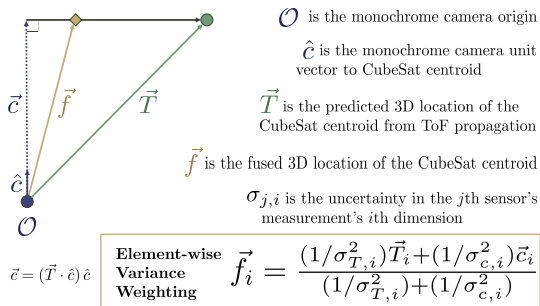 𝒪 is the monochrome camera origin
ĉ is the monochrome camera unit
vector to CubeSat centroid
c⃗
f⃗
T⃗
T⃗ is the predicted 3D location of the
CubeSat centroid from ToF propagation
f⃗ is the fused 3D location of the CubeSat centroid
ĉ
σ_{j,i} is the uncertainty in the jth sensor's
measurement's ith dimension
𝒪
c⃗ = (T⃗ · ĉ) ĉ
Element-wise
Variance
Weighting
f⃗_i = ((1/σ²_{T,i})T⃗_i+(1/σ²_{c,i})c⃗_i) / ((1/σ²_{T,i})+(1/σ²_{c,i}))